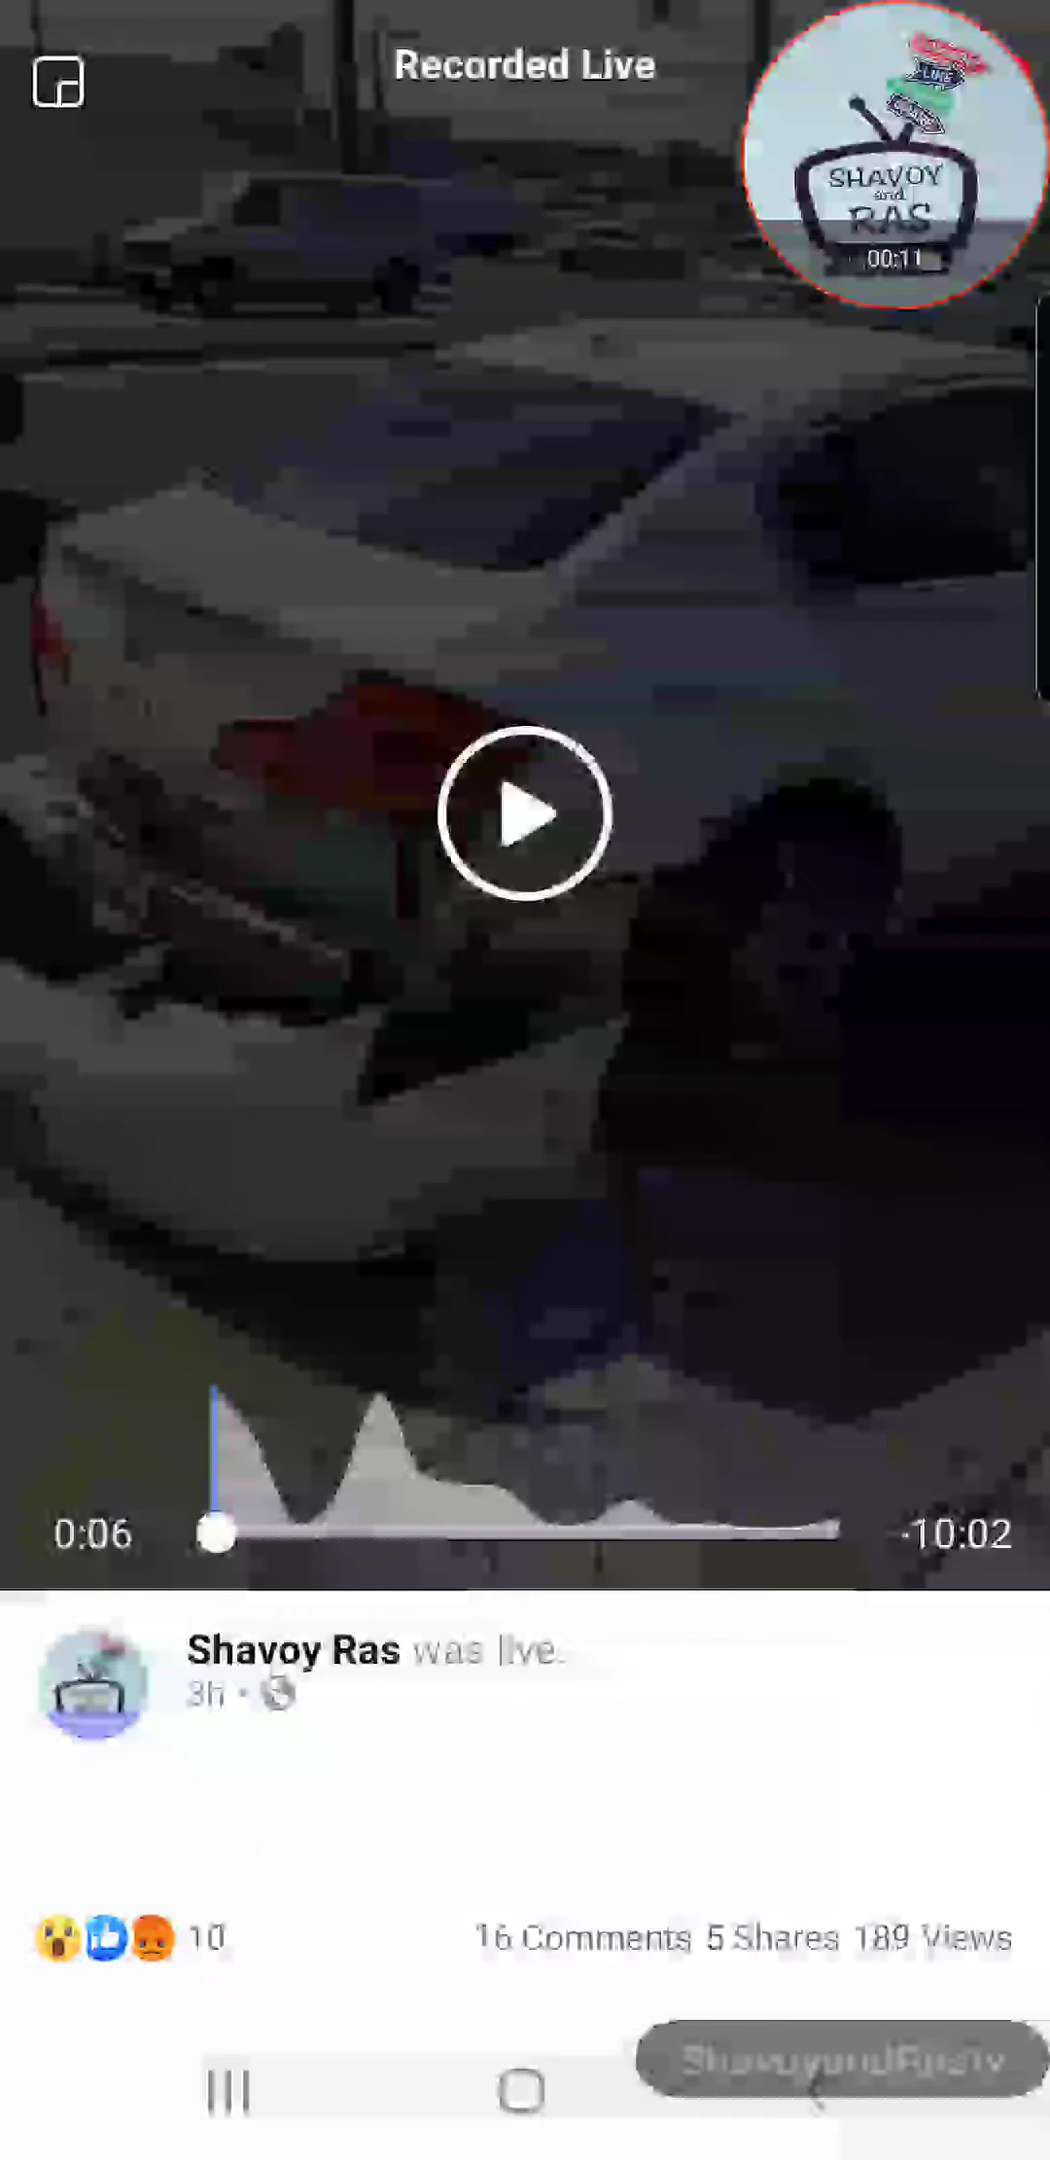 Recorded Live
LIKE
SHAVOY
and
RAS
00:11
0:06
-10:02
Shavoy Ras was live.
3h
10
16 Comments 5 Shares 189 Views